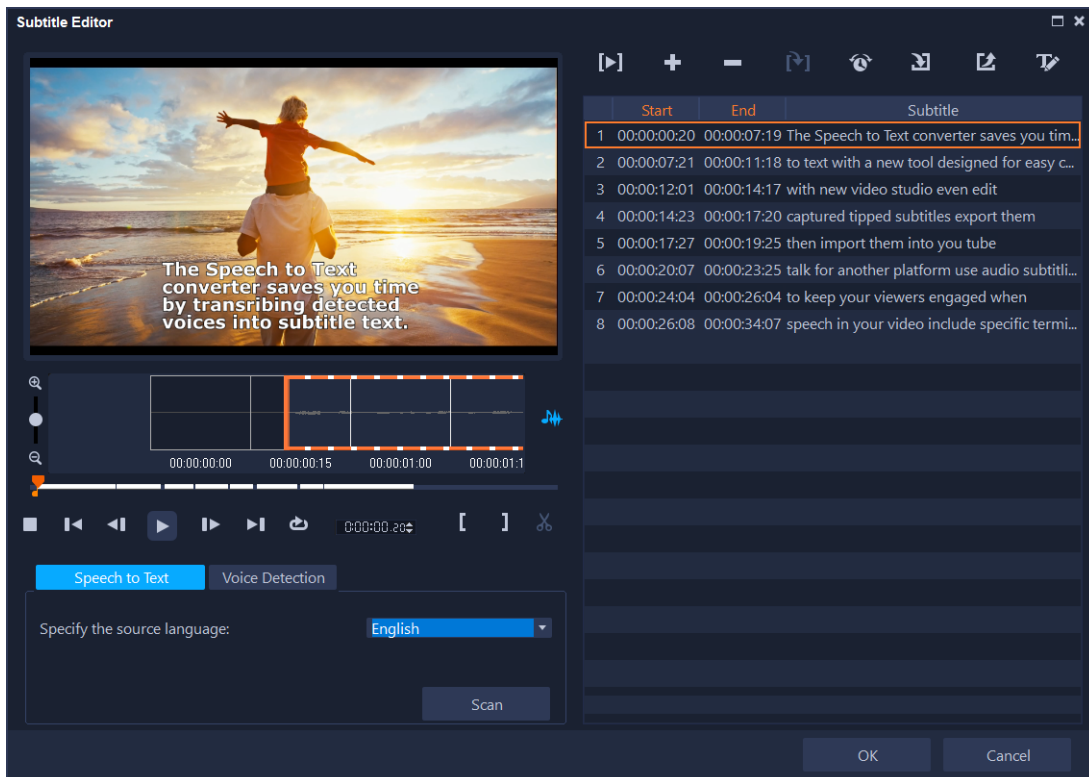 Subtitle Editor
Start End Subtitle
1 00:00:00:20 00:00:07:19 The Speech to Text converter saves you tim...
2 00:00:07:21 00:00:11:18 to text with a new tool designed for easy c...
3 00:00:12:01 00:00:14:17 with new video studio even edit
4 00:00:14:23 00:00:17:20 captured tipped subtitles export them
5 00:00:17:27 00:00:19:25 then import them into you tube
6 00:00:20:07 00:00:23:25 talk for another platform use audio subtitli...
7 00:00:24:04 00:00:26:04 to keep your viewers engaged when
8 00:00:26:08 00:00:34:07 speech in your video include specific termi...
The Speech to Text
converter saves you time
by transribing detected
voices into subtitle text.
00:00:00:00 00:00:00:15 00:00:01:00 00:00:01:1
0:00:00.20
Speech to Text Voice Detection
Specify the source language: English
Scan
OK Cancel